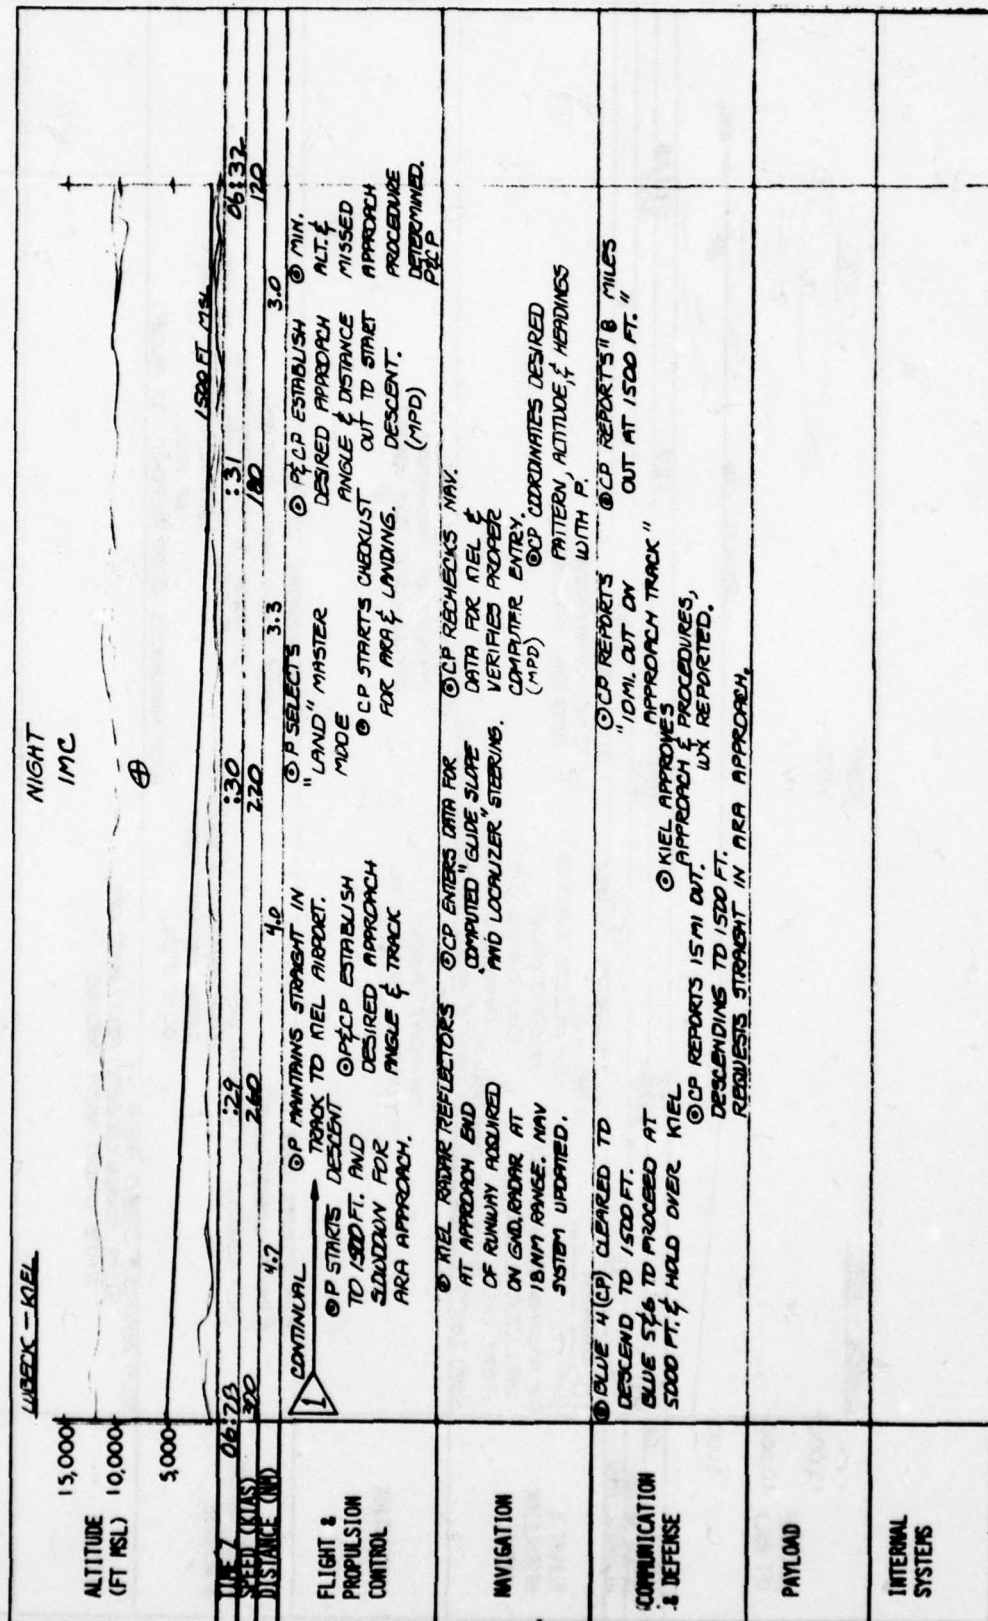 LUBECK – KIEL
NIGHT
IMC
ALTITUDE
(FT MSL)
15,000
10,000
5,000
1500 FT MSL
TIME Z
06:28
:29
:30
:31
06:32
SPEED (KIAS)
300
260
220
180
120
DISTANCE (NM)
4.7
4.0
3.3
3.0
FLIGHT &
PROPULSION
CONTROL
1
CONTINUAL
P STARTS DESCENT
TO 1500 FT. AND
SLOWDOWN FOR
ARA APPROACH.
P MAINTAINS STRAIGHT IN
TRACK TO KIEL AIRPORT.
P&CP ESTABLISH
DESIRED APPROACH
ANGLE & TRACK
P SELECTS
"LAND" MASTER
MODE
CP STARTS CHECKLIST
FOR ARA & LANDING.
P&CP ESTABLISH
DESIRED APPROACH
ANGLE & DISTANCE
OUT TO START
DESCENT.
(MPD)
MIN.
ALT. &
MISSED
APPROACH
PROCEDURE
DETERMINED.
P&CP
NAVIGATION
KIEL RADAR REFLECTORS
AT APPROACH END
OF RUNWAY AQUIRED
ON GND. RADAR AT
18 NM RANGE. NAV
SYSTEM UPDATED.
CP ENTERS DATA FOR
"COMPUTED "GLIDE SLOPE
AND LOCALIZER" STEERING.
CP RECHECKS NAV.
DATA FOR KIEL &
VERIFIES PROPER
COMPUTER ENTRY.
(MPD)
CP COORDINATES DESIRED
PATTERN, ALTITUDE, & HEADINGS
WITH P.
COMMUNICATION
& DEFENSE
BLUE 4 (CP) CLEARED TO
DESCEND TO 1500 FT.
BLUE 5&6 TO PROCEED AT
5000 FT. & HOLD OVER KIEL
CP REPORTS 15 MI OUT.
DESCENDING TO 1500 FT.
REQUESTS STRAIGHT IN ARA APPROACH.
KIEL APPROVES
APPROACH & PROCEDURES,
WX REPORTED.
CP REPORTS
"10 MI. OUT ON
APPROACH TRACK"
CP REPORTS "8 MILES
OUT AT 1500 FT."
PAYLOAD
INTERNAL
SYSTEMS